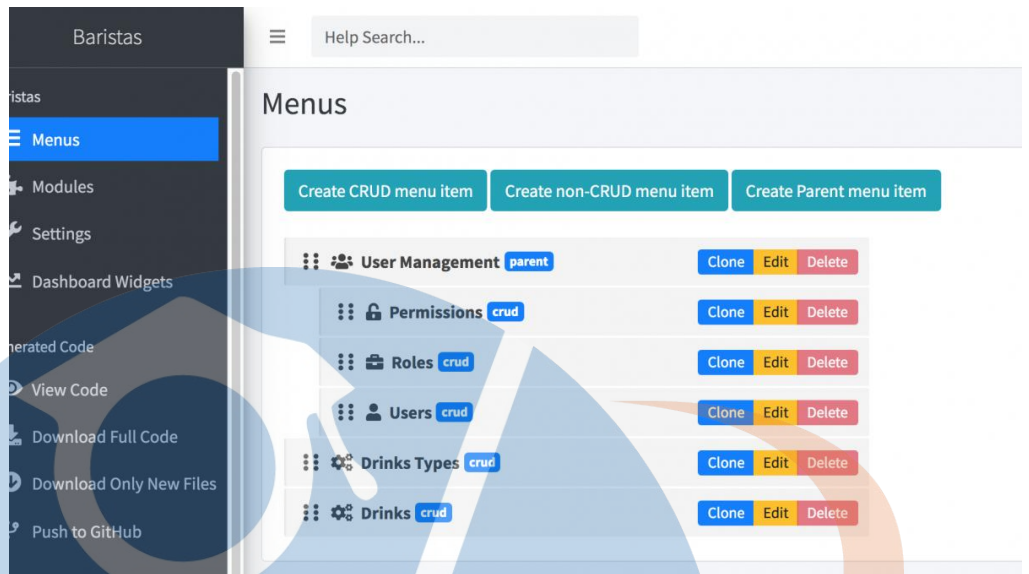 Baristas
Help Search...
ristas
Menus
Modules
Settings
Dashboard Widgets
nerated Code
View Code
Download Full Code
Download Only New Files
Push to GitHub
Menus
Create CRUD menu item Create non-CRUD menu item Create Parent menu item
User Management parent Clone Edit Delete
Permissions crud Clone Edit Delete
Roles crud Clone Edit Delete
Users crud Clone Edit Delete
Drinks Types crud Clone Edit Delete
Drinks crud Clone Edit Delete